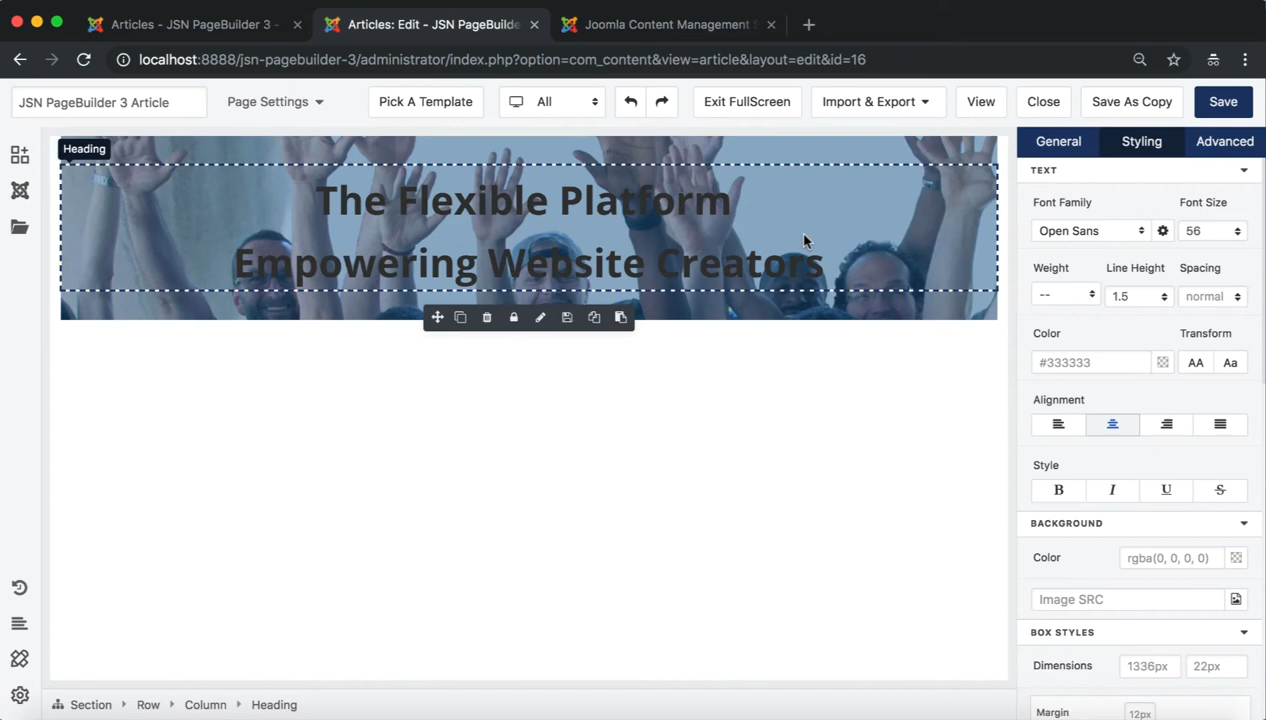 Articles - JSN PageBuilder 3 -
Articles: Edit - JSN PageBuilde
Joomla Content Management S
localhost:8888/jsn-pagebuilder-3/administrator/index.php?option=com_content&view=article&layout=edit&id=16
JSN PageBuilder 3 Article
Page Settings
Pick A Template
All
Exit FullScreen
Import & Export
View
Close
Save As Copy
Save
Heading
The Flexible Platform
Empowering Website Creators
General
Styling
Advanced
TEXT
Font Family
Font Size
Open Sans
56
Weight
Line Height
Spacing
--
1.5
normal
Color
Transform
#333333
AA
Aa
Alignment
Style
B
I
U
S
BACKGROUND
Color
rgba(0, 0, 0, 0)
Image SRC
BOX STYLES
Dimensions
1336px
22px
Margin
12px
Section
Row
Column
Heading